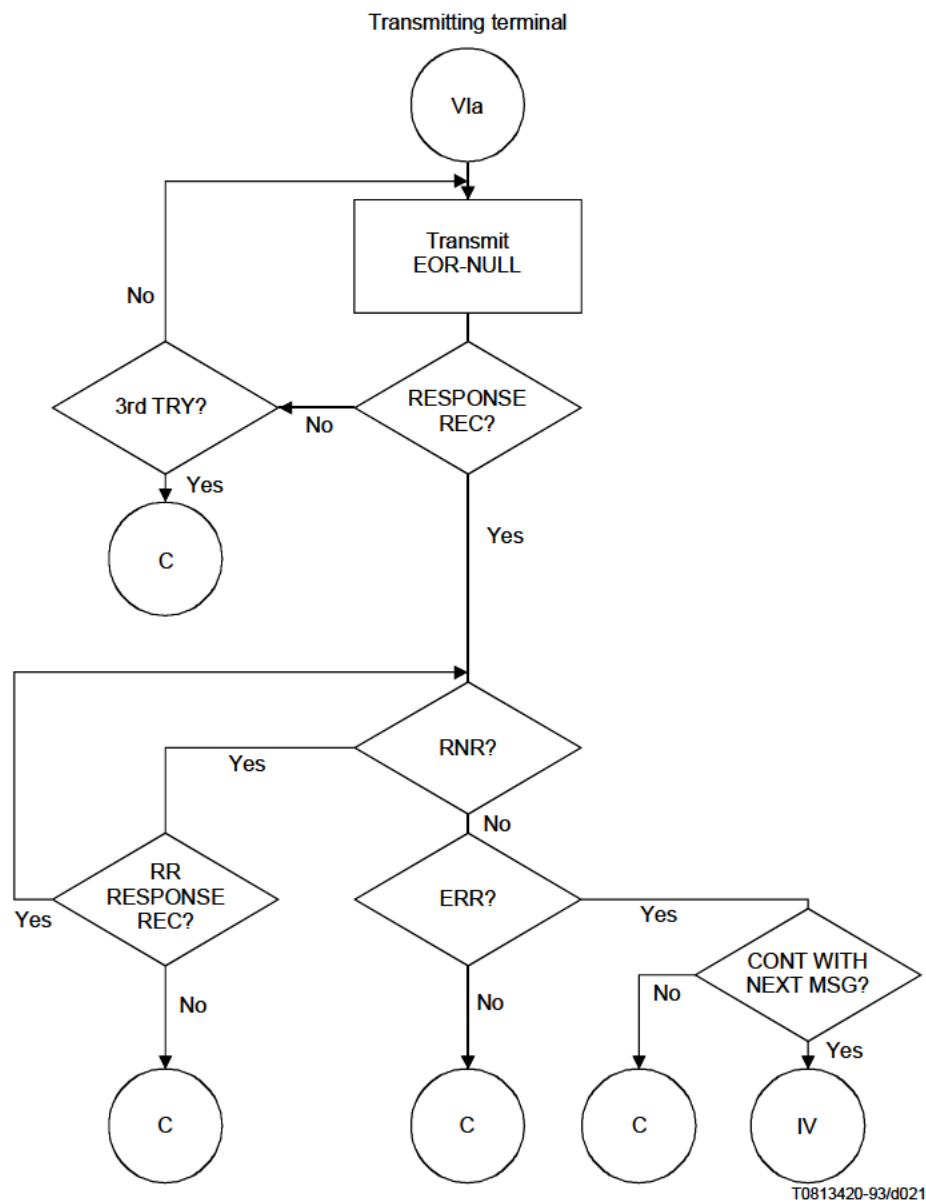 Transmitting terminal
VIa
Transmit
EOR-NULL
No
3rd TRY?
No
RESPONSE
REC?
Yes
C
Yes
RNR?
Yes
No
RR
RESPONSE
REC?
Yes
No
ERR?
Yes
No
CONT WITH
NEXT MSG?
No
Yes
C
C
C
IV
T0813420-93/d021